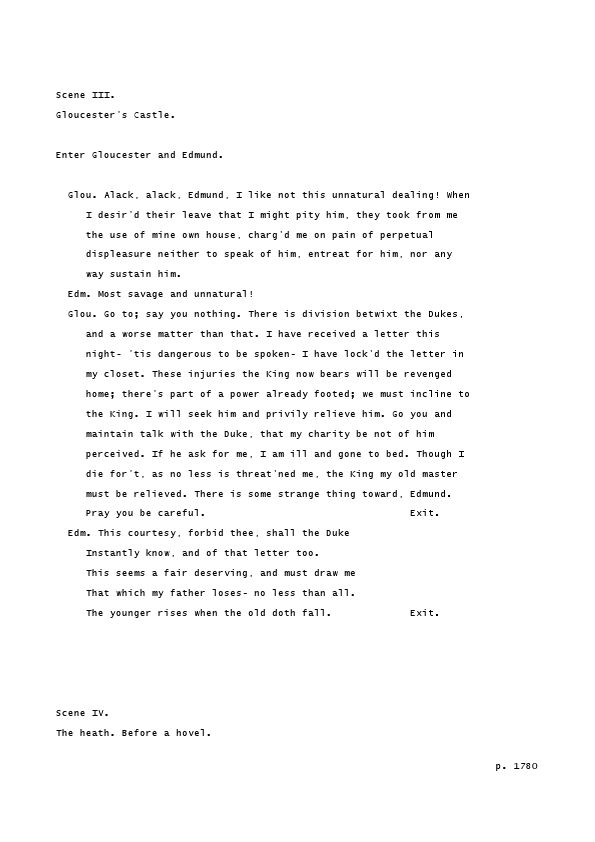 Scene III.
Gloucester's Castle.
Enter Gloucester and Edmund.
Glou. Alack, alack, Edmund, I like not this unnatural dealing! When
I desir'd their leave that I might pity him, they took from me
the use of mine own house, charg'd me on pain of perpetual
displeasure neither to speak of him, entreat for him, nor any
way sustain him.
Edm. Most savage and unnatural!
Glou. Go to; say you nothing. There is division betwixt the Dukes,
and a worse matter than that. I have received a letter this
night- 'tis dangerous to be spoken- I have lock'd the letter in
my closet. These injuries the King now bears will be revenged
home; there's part of a power already footed; we must incline to
the King. I will seek him and privily relieve him. Go you and
maintain talk with the Duke, that my charity be not of him
perceived. If he ask for me, I am ill and gone to bed. Though I
die for't, as no less is threat'ned me, the King my old master
must be relieved. There is some strange thing toward, Edmund.
Pray you be careful. Exit.
Edm. This courtesy, forbid thee, shall the Duke
Instantly know, and of that letter too.
This seems a fair deserving, and must draw me
That which my father loses- no less than all.
The younger rises when the old doth fall. Exit.
Scene IV.
The heath. Before a hovel.
p. 1780